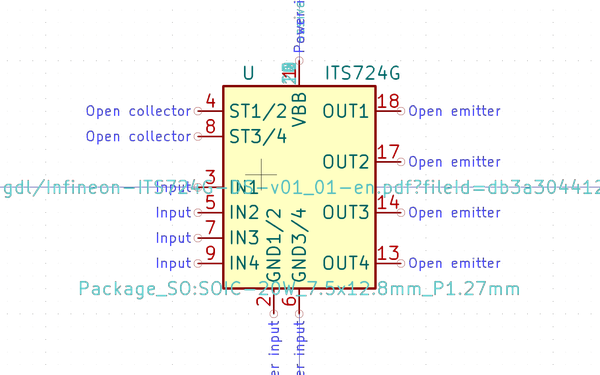 Poweri
U
ITS724G
1
VBB
Open collector 4 ST1/2
OUT1 18 Open emitter
Open collector 8 ST3/4
OUT2 17 Open emitter
Input 3 IN1
gdl/Infineon-ITS724G-DS-v01_01-en.pdf?fileId=db3a304412
Input 5 IN2
OUT3 14 Open emitter
Input 7 IN3
Input 9 IN4
OUT4 13 Open emitter
GND1/2
GND3/4
Package_SO:SOIC-20W_7.5x12.8mm_P1.27mm
2
6
er input
er input